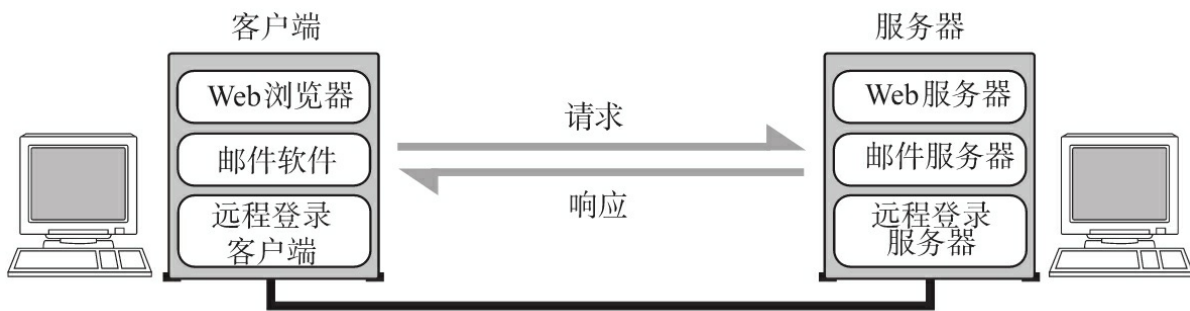 客户端
Web浏览器
邮件软件
远程登录
客户端
请求
响应
服务器
Web服务器
邮件服务器
远程登录
服务器